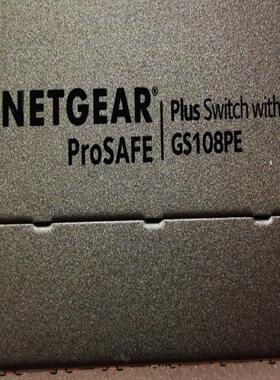 NETGEAR® Plus Switch with
ProSAFE GS108PE